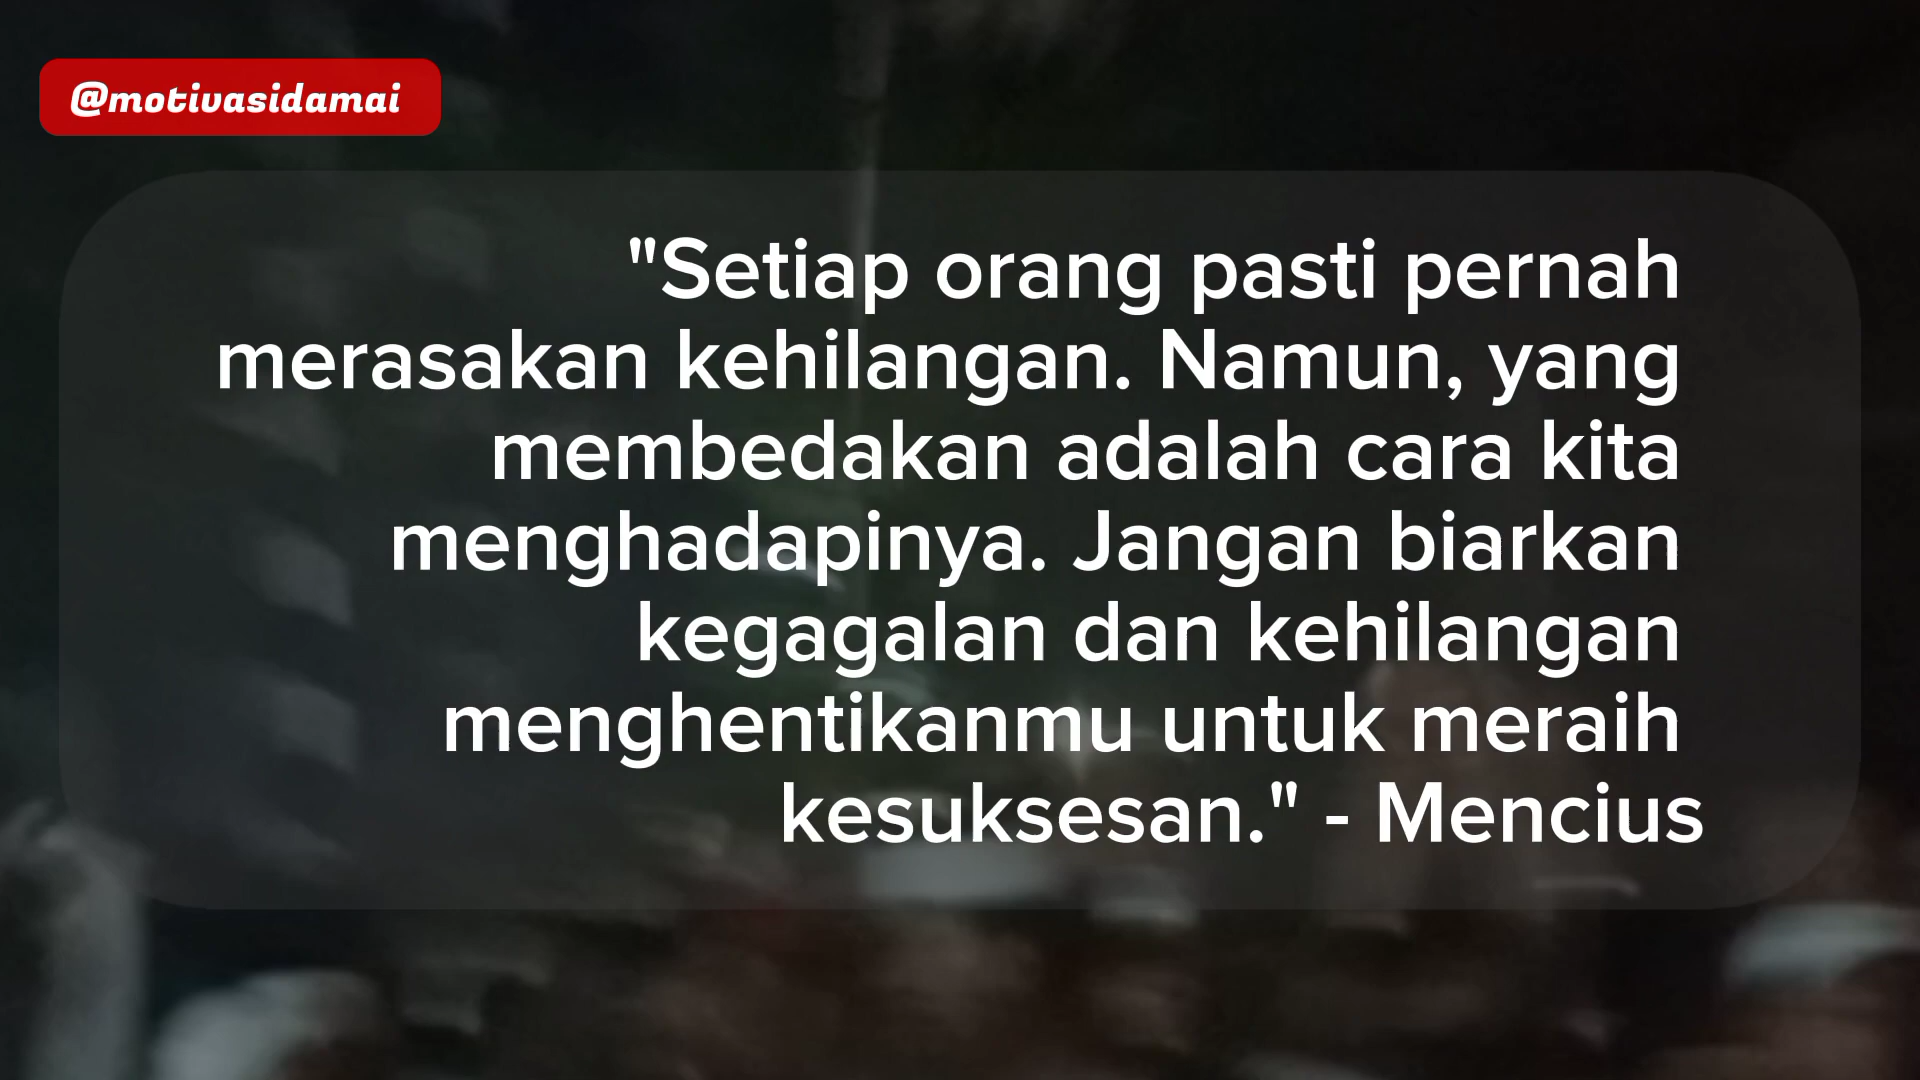 @motivasidamai
"Setiap orang pasti pernah
merasakan kehilangan. Namun, yang
membedakan adalah cara kita
menghadapinya. Jangan biarkan
kegagalan dan kehilangan
menghentikanmu untuk meraih
kesuksesan." - Mencius